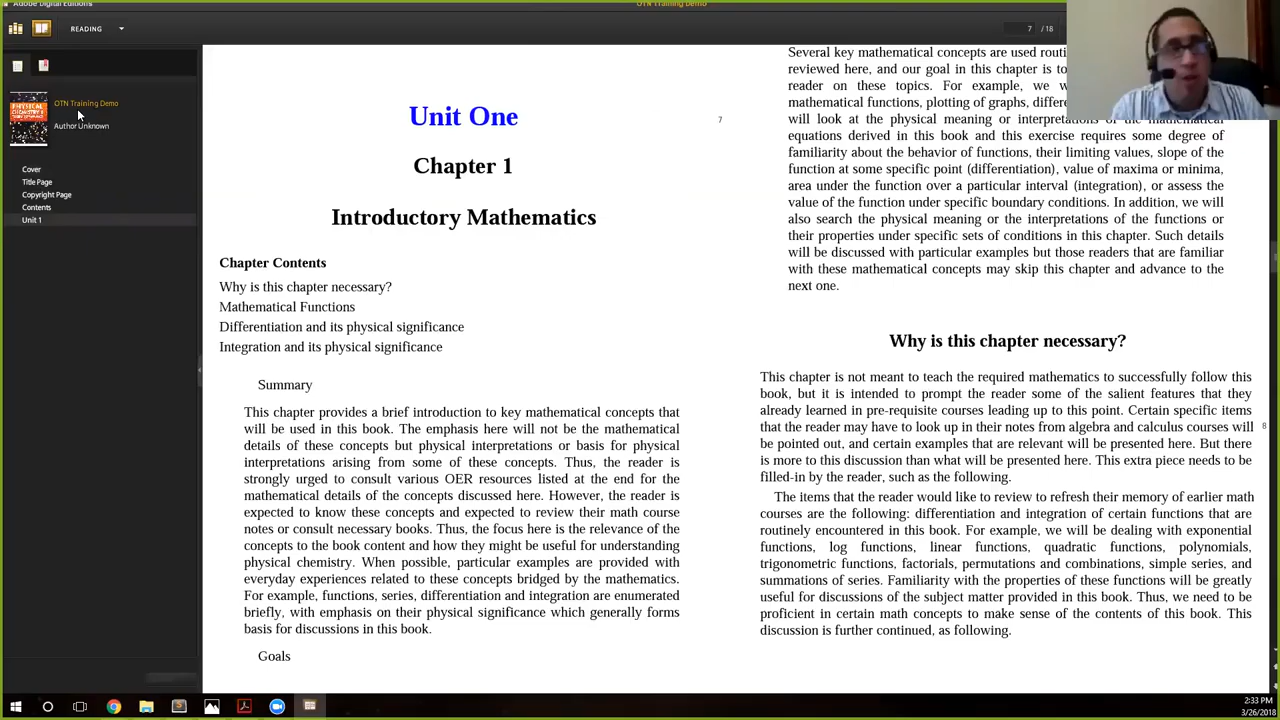 Adobe Digital Editions
OTN Training Demo
READING
7 / 18
PHYSICAL
CHEMISTRY I
OTN Training Demo
Author Unknown
Cover
Title Page
Copyright Page
Contents
Unit 1
Unit One
7
Chapter 1
Introductory Mathematics
Chapter Contents
Why is this chapter necessary?
Mathematical Functions
Differentiation and its physical significance
Integration and its physical significance
Summary
This chapter provides a brief introduction to key mathematical concepts that
will be used in this book. The emphasis here will not be the mathematical
details of these concepts but physical interpretations or basis for physical
interpretations arising from some of these concepts. Thus, the reader is
strongly urged to consult various OER resources listed at the end for the
mathematical details of the concepts discussed here. However, the reader is
expected to know these concepts and expected to review their math course
notes or consult necessary books. Thus, the focus here is the relevance of the
concepts to the book content and how they might be useful for understanding
physical chemistry. When possible, particular examples are provided with
everyday experiences related to these concepts bridged by the mathematics.
For example, functions, series, differentiation and integration are enumerated
briefly, with emphasis on their physical significance which generally forms
basis for discussions in this book.
Goals
Several key mathematical concepts are used
reviewed here, and our goal in this chapter is to
reader on these topics. For example, we
mathematical functions, plotting of graphs,
will look at the physical meaning or interpretations of the mathematical
equations derived in this book and this exercise requires some degree of
familiarity about the behavior of functions, their limiting values, slope of the
function at some specific point (differentiation), value of maxima or minima,
area under the function over a particular interval (integration), or assess the
value of the function under specific boundary conditions. In addition, we will
also search the physical meaning or the interpretations of the functions or
their properties under specific sets of conditions in this chapter. Such details
will be discussed with particular examples but those readers that are familiar
with these mathematical concepts may skip this chapter and advance to the
next one.
Why is this chapter necessary?
This chapter is not meant to teach the required mathematics to successfully follow this
book, but it is intended to prompt the reader some of the salient features that they
already learned in pre-requisite courses leading up to this point. Certain specific items
that the reader may have to look up in their notes from algebra and calculus courses will
8
be pointed out, and certain examples that are relevant will be presented here. But there
is more to this discussion than what will be presented here. This extra piece needs to be
filled-in by the reader, such as the following.
The items that the reader would like to review to refresh their memory of earlier math
courses are the following: differentiation and integration of certain functions that are
routinely encountered in this book. For example, we will be dealing with exponential
functions, log functions, linear functions, quadratic functions, polynomials,
trigonometric functions, factorials, permutations and combinations, simple series, and
summations of series. Familiarity with the properties of these functions will be greatly
useful for discussions of the subject matter provided in this book. Thus, we need to be
proficient in certain math concepts to make sense of the contents of this book. This
discussion is further continued, as following.
2:33 PM
3/26/2018